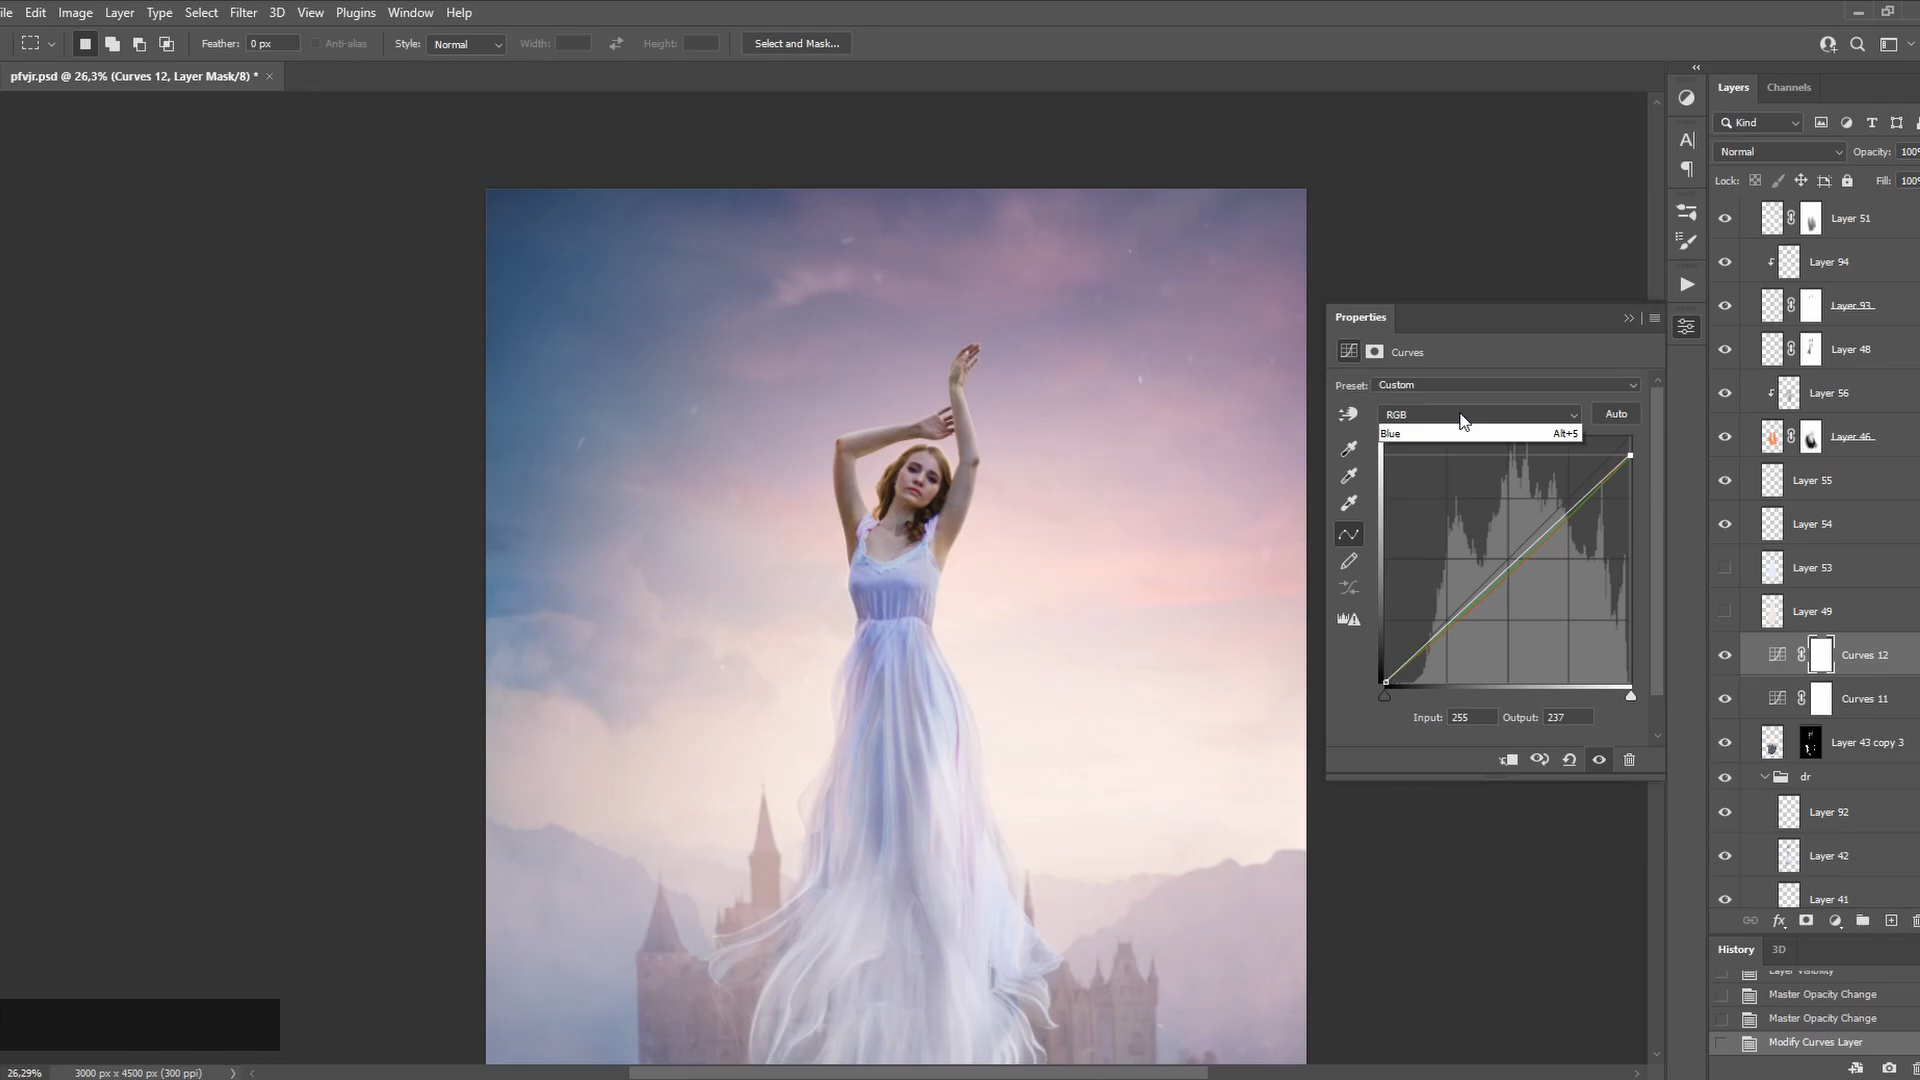 ile Edit Image Layer Type Select Filter 3D View Plugins Window Help
Feather: 0 px Anti-alias Style: Normal Width: Height: Select and Mask...
pfvjr.psd @ 26,3% (Curves 12, Layer Mask/8) *
Layers Channels
Kind
Normal Opacity: 100%
Lock: Fill: 100%
Layer 51
Layer 94
Layer 93
Layer 48
Layer 56
Layer 46
Layer 55
Layer 54
Layer 53
Layer 49
Curves 12
Curves 11
Layer 43 copy 3
dr
Layer 92
Layer 42
Layer 41
Properties
Curves
Preset: Custom
RGB Auto
Blue Alt+5
Input: 255 Output: 237
History 3D
Layer Visibility
Master Opacity Change
Master Opacity Change
Modify Curves Layer
26,29% 3000 px x 4500 px (300 ppi)